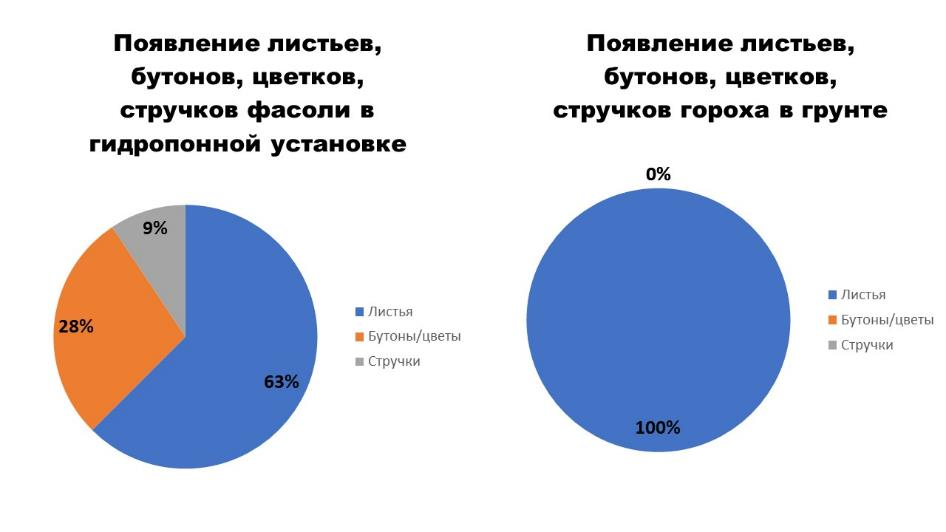 Появление листьев,
бутонов, цветков,
стручков фасоли в
гидропонной установке
9%
28%
63%
Листья
Бутоны/цветы
Стручки
Появление листьев,
бутонов, цветков,
стручков гороха в грунте
0%
100%
Листья
Бутоны/цветы
Стручки